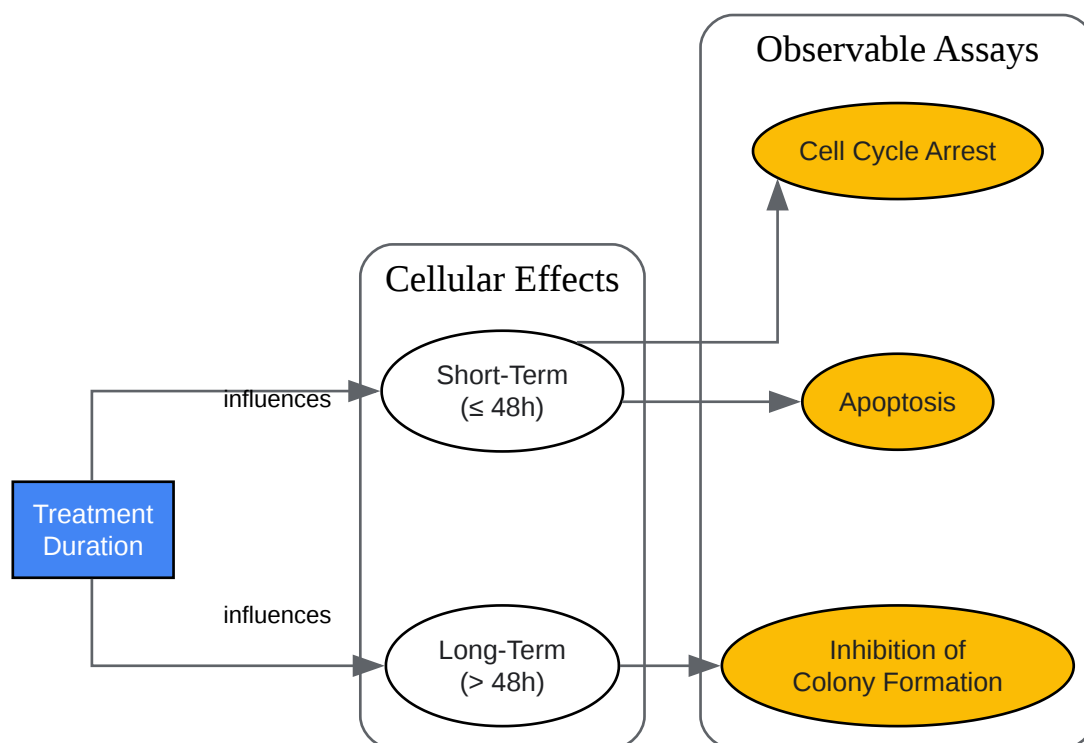 Observable Assays
Cell Cycle Arrest
Cellular Effects
Short-Term
(≤ 48h)
influences
Apoptosis
Treatment
Duration
influences
Long-Term
(> 48h)
Inhibition of
Colony Formation